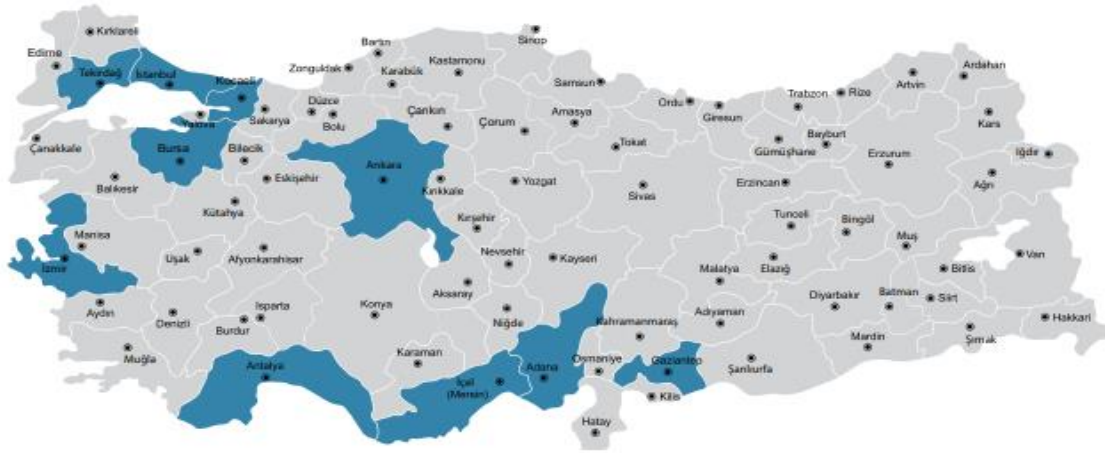 Kırklareli
Edirne
Tekirdağ
İstanbul
Kocaeli
Yalova
Sakarya
Düzce
Bolu
Zonguldak
Bartın
Karabük
Kastamonu
Sinop
Çankırı
Çorum
Samsun
Amasya
Ordu
Giresun
Tokat
Trabzon
Rize
Artvin
Ardahan
Kars
Gümüşhane
Bayburt
Erzurum
Iğdır
Ağrı
Çanakkale
Balıkesir
Bursa
Bilecik
Eskişehir
Kütahya
Ankara
Kırıkkale
Yozgat
Sivas
Erzincan
Tunceli
Bingöl
Muş
Kırşehir
Nevsehir
Kayseri
Manisa
İzmir
Uşak
Afyonkarahisar
Aksaray
Malatya
Elazığ
Bitlis
Van
Aydın
Denizli
Isparta
Burdur
Konya
Niğde
Kahramanmaraş
Adıyaman
Diyarbakır
Batman
Siirt
Mardin
Şırnak
Hakkari
Muğla
Antalya
Karaman
İçel
(Mersin)
Adana
Osmaniye
Gaziantep
Şanlıurfa
Kilis
Hatay